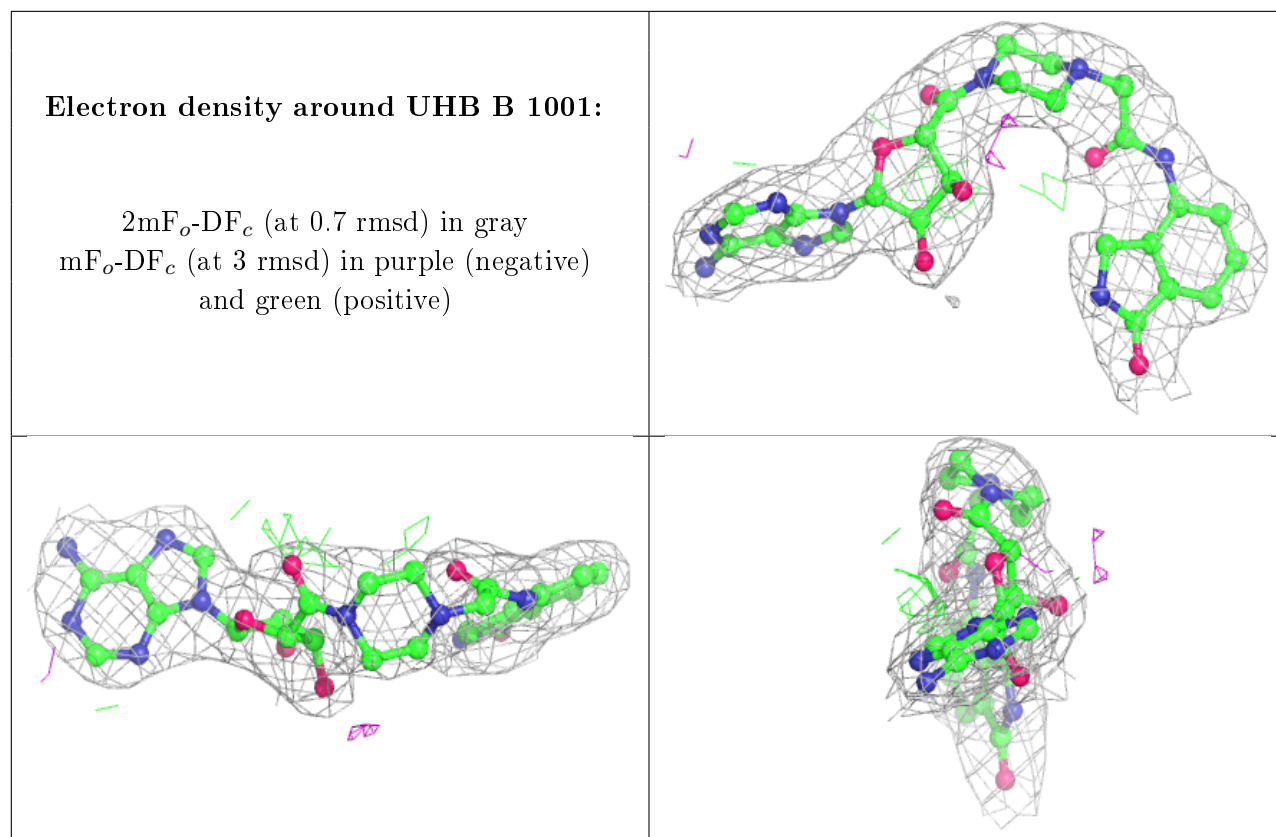 Electron density around UHB B 1001:
2mFo-DFc (at 0.7 rmsd) in gray
mFo-DFc (at 3 rmsd) in purple (negative)
and green (positive)